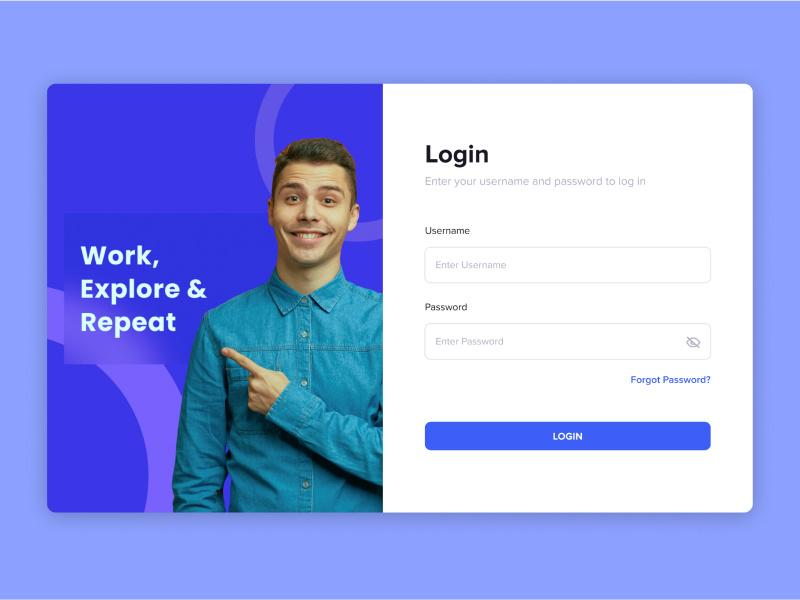 Work,
Explore &
Repeat
Login
Enter your username and password to log in
Username
Enter Username
Password
Enter Password
Forgot Password?
LOGIN